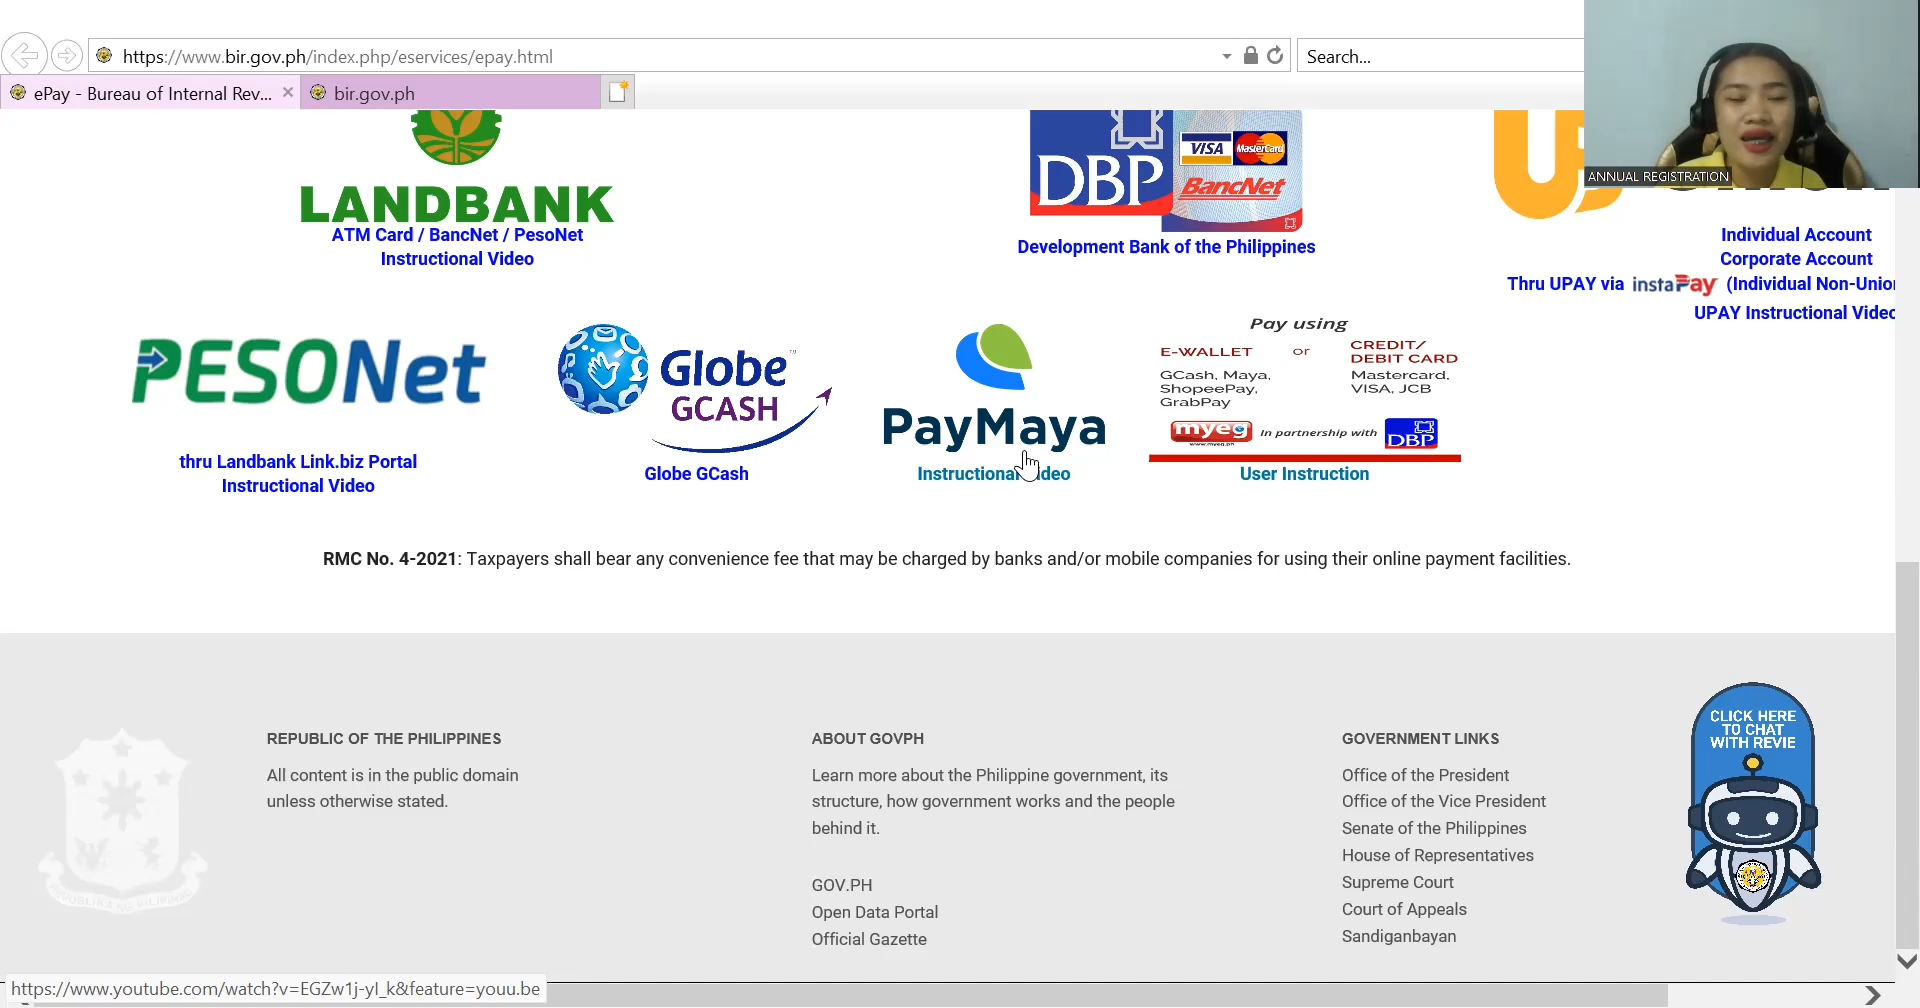 https://www.bir.gov.ph/index.php/eservices/epay.html
Search...
ePay - Bureau of Internal Rev...
bir.gov.ph
ANNUAL REGISTRATION
LANDBANK
ATM Card / BancNet / PesoNet
Instructional Video
DBP
VISA
MasterCard
BancNet
Development Bank of the Philippines
Individual Account
Corporate Account
Thru UPAY via instaPay (Individual Non-Union
UPAY Instructional Video
PESONet
thru Landbank Link.biz Portal
Instructional Video
Globe
GCASH
Globe GCash
PayMaya
Instructional Video
Pay using
E-WALLET or CREDIT/
DEBIT CARD
GCash, Maya,
ShopeePay,
GrabPay
Mastercard,
VISA, JCB
myeg
www.myeg.ph
In partnership with
DBP
User Instruction
RMC No. 4-2021: Taxpayers shall bear any convenience fee that may be charged by banks and/or mobile companies for using their online payment facilities.
REPUBLIC OF THE PHILIPPINES
All content is in the public domain
unless otherwise stated.
ABOUT GOVPH
Learn more about the Philippine government, its
structure, how government works and the people
behind it.
GOV.PH
Open Data Portal
Official Gazette
GOVERNMENT LINKS
Office of the President
Office of the Vice President
Senate of the Philippines
House of Representatives
Supreme Court
Court of Appeals
Sandiganbayan
CLICK HERE
TO CHAT
WITH REVIE
https://www.youtube.com/watch?v=EGZw1j-yI_k&feature=youu.be